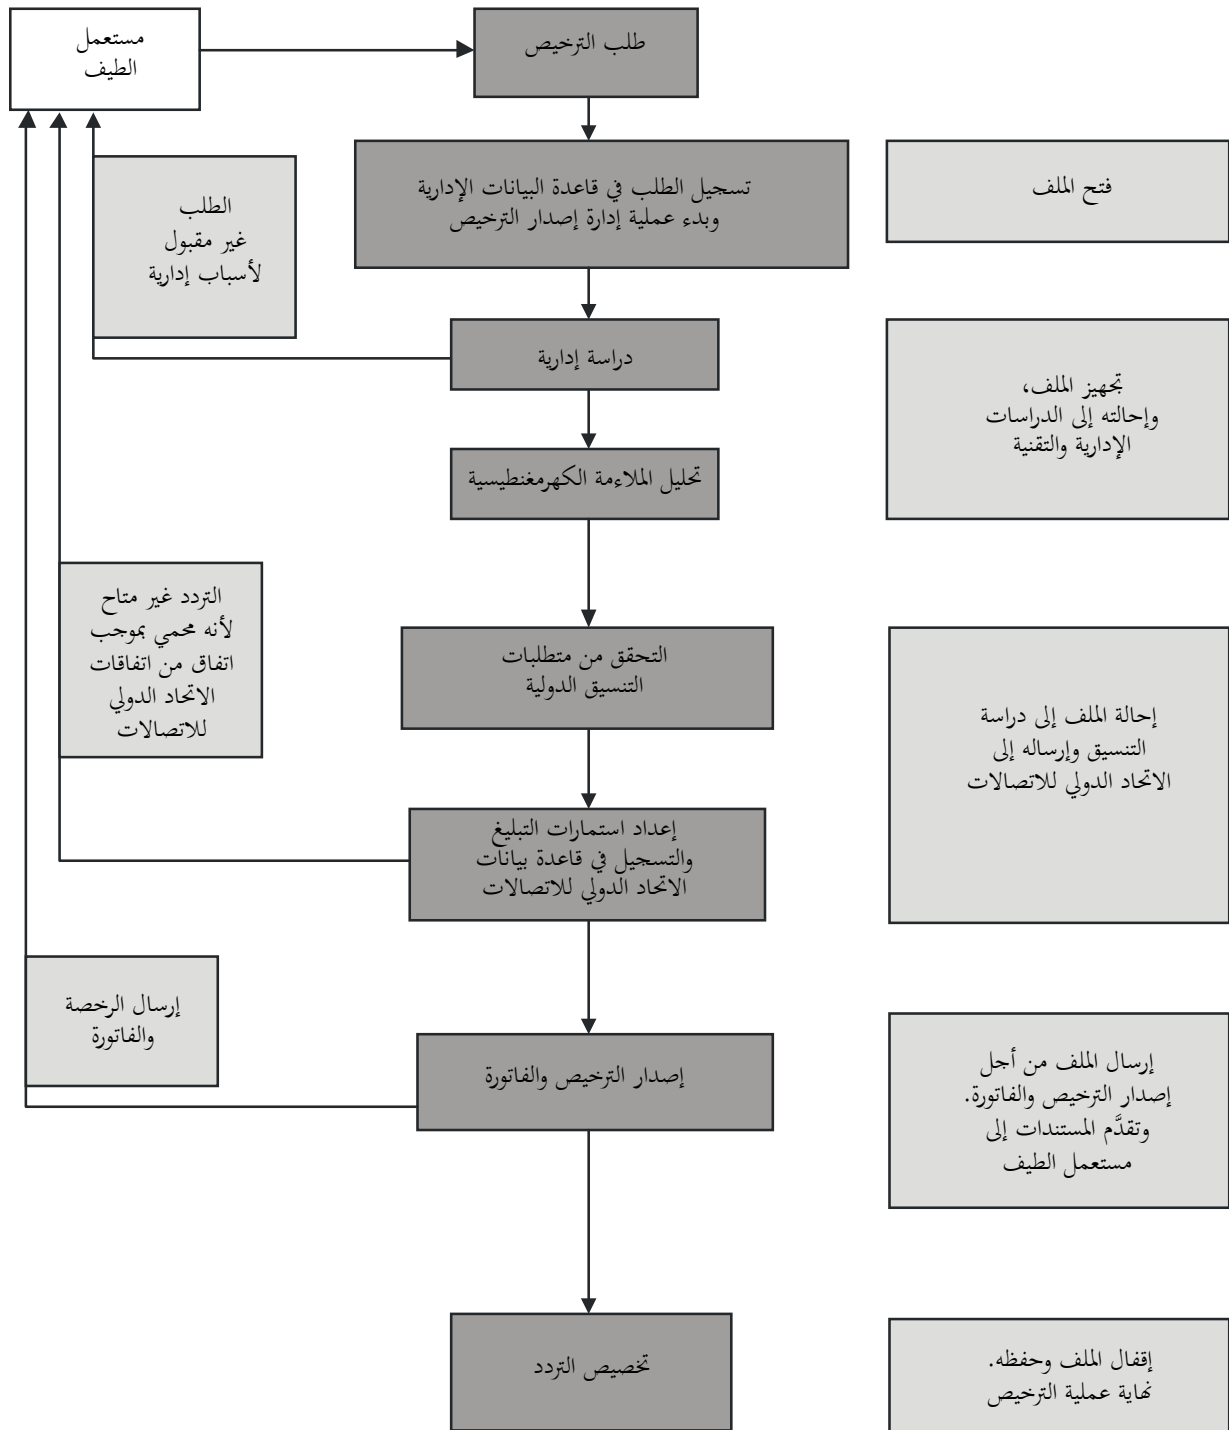 مستعمل
الطيف
طلب الترخيص
تسجيل الطلب في قاعدة البيانات الإدارية
وبدء عملية إدارة إصدار الترخيص
فتح الملف
الطلب
غير مقبول
لأسباب إدارية
دراسة إدارية
تجهيز الملف،
وإحالته إلى الدراسات
الإدارية والتقنية
تحليل الملاءمة الكهرمغنطيسية
التردد غير متاح
لأنه محمي بموجب
اتفاق من اتفاقات
الاتحاد الدولي
للاتصالات
التحقق من متطلبات
التنسيق الدولية
إحالة الملف إلى دراسة
التنسيق وإرساله إلى
الاتحاد الدولي للاتصالات
إعداد استمارات التبليغ
والتسجيل في قاعدة بيانات
الاتحاد الدولي للاتصالات
إرسال الرخصة
والفاتورة
إصدار الترخيص والفاتورة
إرسال الملف من أجل
إصدار الترخيص والفاتورة.
وتقدَّم المستندات إلى
مستعمل الطيف
تخصيص التردد
إقفال الملف وحفظه.
نهاية عملية الترخيص